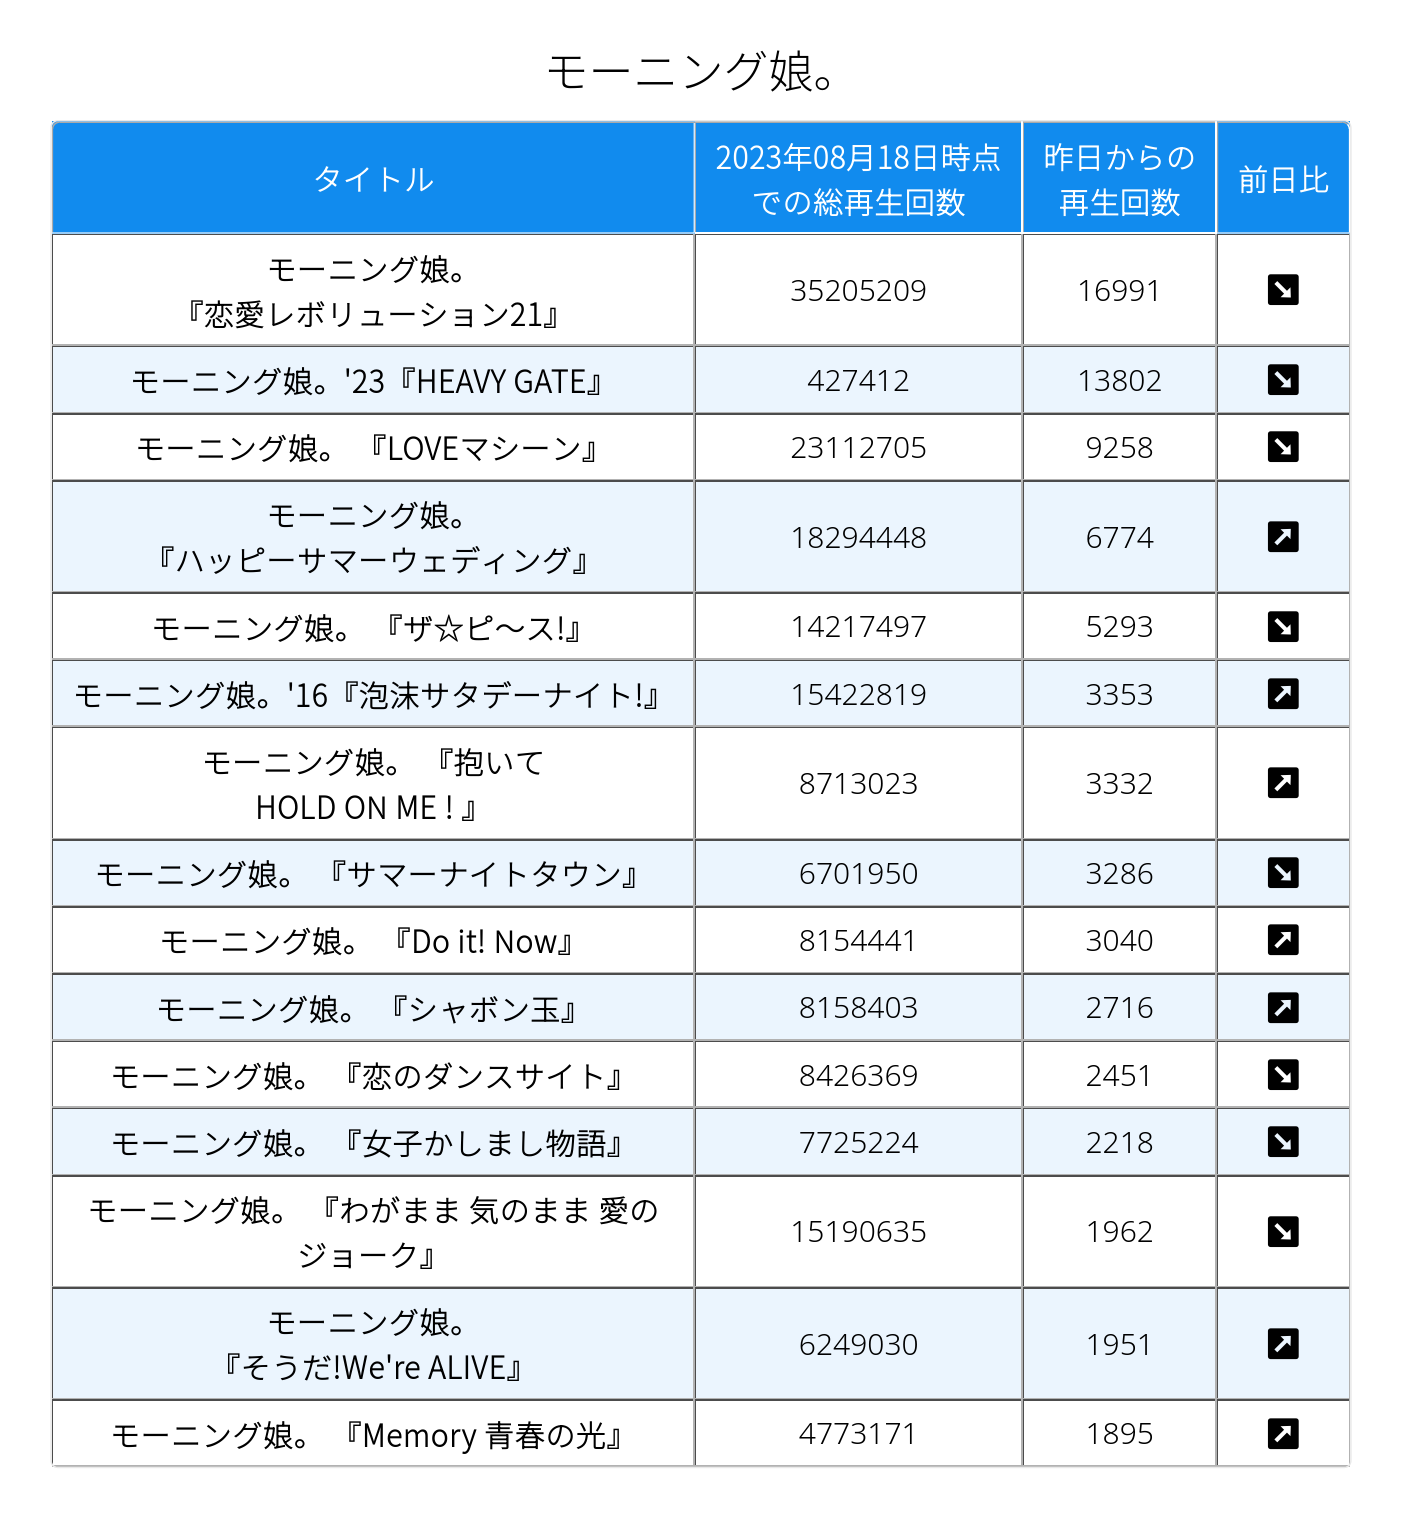 モーニング娘。
タイトル
2023年08月18日時点
での総再生回数
昨日からの
再生回数
前日比
モーニング娘。
『恋愛レボリューション21』
35205209
16991
↘
モーニング娘。'23『HEAVY GATE』
427412
13802
↘
モーニング娘。 『LOVEマシーン』
23112705
9258
↘
モーニング娘。
『ハッピーサマーウェディング』
18294448
6774
↗
モーニング娘。 『ザ☆ピ〜ス!』
14217497
5293
↘
モーニング娘。'16『泡沫サタデーナイト!』
15422819
3353
↗
モーニング娘。 『抱いて
HOLD ON ME ! 』
8713023
3332
↗
モーニング娘。 『サマーナイトタウン』
6701950
3286
↘
モーニング娘。 『Do it! Now』
8154441
3040
↗
モーニング娘。 『シャボン玉』
8158403
2716
↗
モーニング娘。 『恋のダンスサイト』
8426369
2451
↘
モーニング娘。 『女子かしまし物語』
7725224
2218
↘
モーニング娘。 『わがまま 気のまま 愛の
ジョーク』
15190635
1962
↘
モーニング娘。
『そうだ!We're ALIVE』
6249030
1951
↗
モーニング娘。 『Memory 青春の光』
4773171
1895
↗